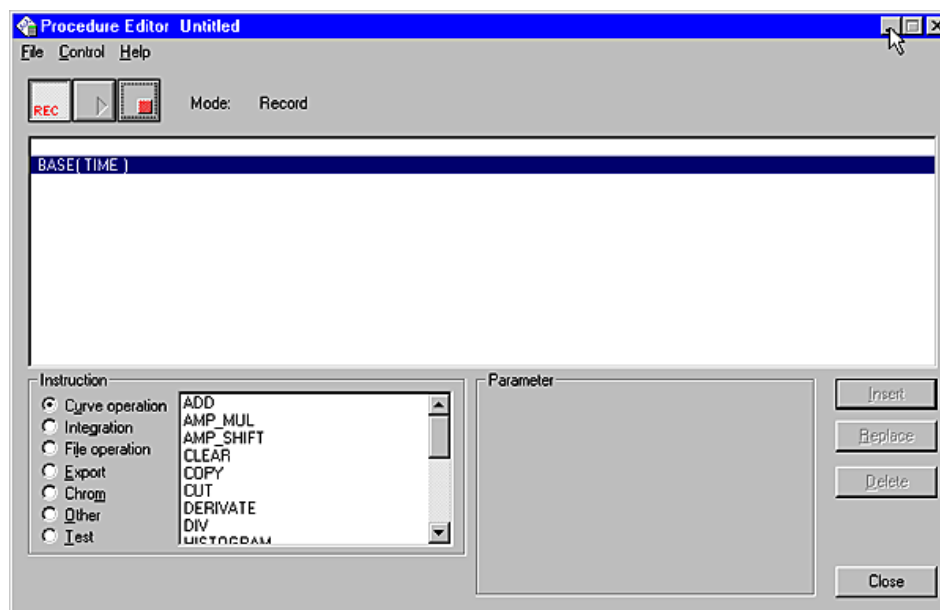 Procedure Editor Untitled
File Control Help
REC
Mode: Record
BASE( TIME )
Instruction
Curve operation
Integration
File operation
Export
Chrom
Other
Test
ADD
AMP_MUL
AMP_SHIFT
CLEAR
COPY
CUT
DERIVATE
DIV
HISTOGRAM
Parameter
Insert
Replace
Delete
Close